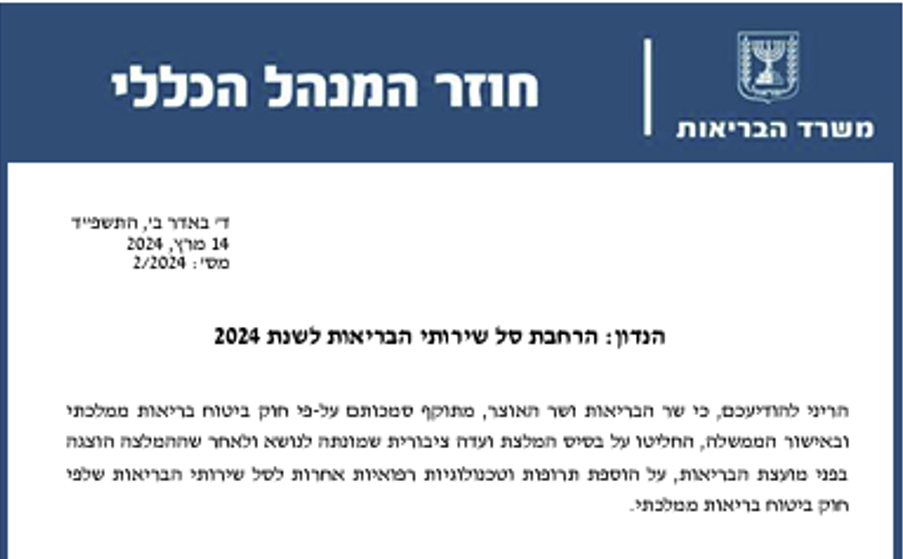 משרד הבריאות
חוזר המנהל הכללי
ד' באדר ב', התשפ"ד
14 מרץ, 2024
מס': 2/2024
הנדון: הרחבת סל שירותי הבריאות לשנת 2024
הריני להודיעכם, כי שר הבריאות ושר האוצר, מתוקף סמכותם על-פי חוק ביטוח בריאות ממלכתי
ובאישור הממשלה, החליטו על בסיס המלצת ועדה ציבורית שמונתה לנושא ולאחר שההמלצה הוצגה
בפני מועצת הבריאות, על הוספת תרופות וטכנולוגיות רפואיות אחרות לסל שירותי הבריאות שלפי
חוק ביטוח בריאות ממלכתי.